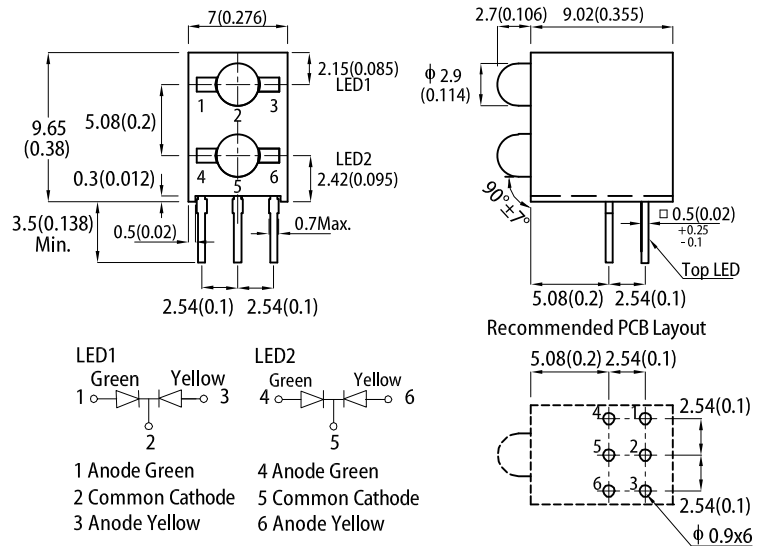 7(0.276)
2.15(0.085)
LED1
1
2
3
5.08(0.2)
9.65
(0.38)
LED2
4
5
6
2.42(0.095)
0.3(0.012)
3.5(0.138)
Min.
0.5(0.02)
0.7Max.
2.54(0.1)
2.54(0.1)
2.7(0.106)
9.02(0.355)
ϕ 2.9
(0.114)
90°±7°
□ 0.5(0.02)
+0.25
-0.1
Top LED
5.08(0.2)
2.54(0.1)
Recommended PCB Layout
5.08(0.2)
2.54(0.1)
4
1
2.54(0.1)
5
2
6
3
2.54(0.1)
ϕ 0.9x6
LED1
Green
Yellow
1
3
2
1 Anode Green
2 Common Cathode
3 Anode Yellow
LED2
Green
Yellow
4
6
5
4 Anode Green
5 Common Cathode
6 Anode Yellow